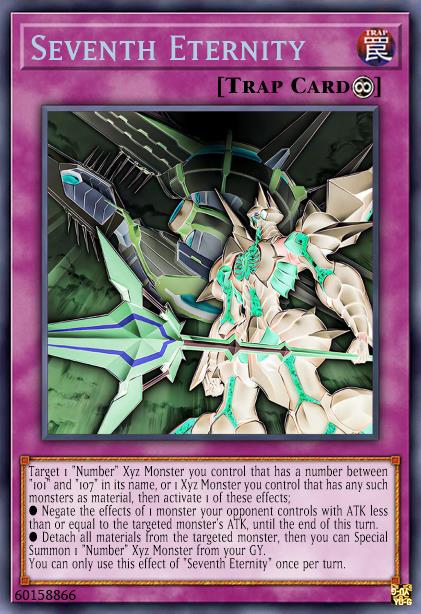 Seventh Eternity
TRAP
罠
[Trap Card]
Target 1 "Number" Xyz Monster you control that has a number between
"101" and "107" in its name, or 1 Xyz Monster you control that has any such
monsters as material, then activate 1 of these effects;
● Negate the effects of 1 monster your opponent controls with ATK less
than or equal to the targeted monster's ATK, until the end of this turn.
● Detach all materials from the targeted monster, then you can Special
Summon 1 "Number" Xyz Monster from your GY.
You can only use this effect of "Seventh Eternity" once per turn.
60158866